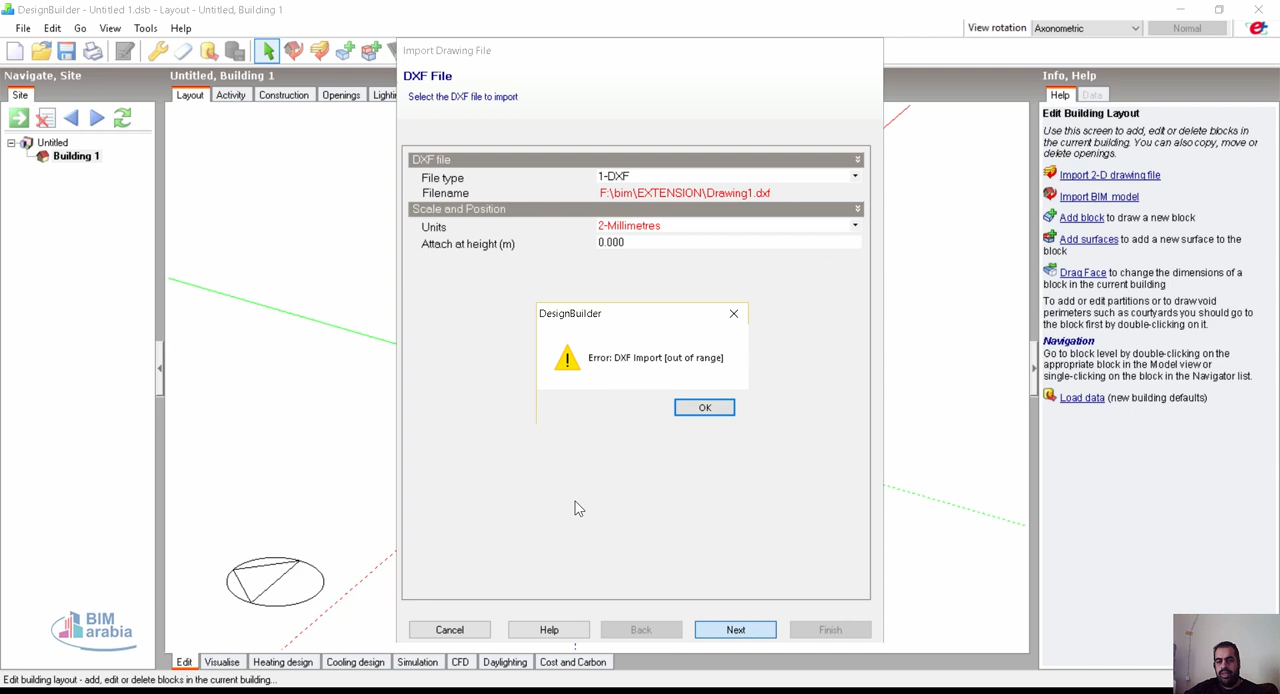 DesignBuilder - Untitled 1.dsb - Layout - Untitled, Building 1
File Edit Go View Tools Help
View rotation Axonometric Normal
Navigate, Site
Site
Untitled
Building 1
Untitled, Building 1
Layout Activity Construction Openings
Import Drawing File
DXF File
Select the DXF file to import
DXF file
File type 1-DXF
Filename F:\bim\EXTENSION\Drawing1.dxf
Scale and Position
Units 2-Millimetres
Attach at height (m) 0.000
DesignBuilder
Error: DXF Import [out of range]
OK
Cancel Help Back Next Finish
Info, Help
Help Data
Edit Building Layout
Use this screen to add, edit or delete blocks in
the current building. You can also copy, move or
delete openings.
Import 2-D drawing file
Import BIM model
Add block to draw a new block
Add surfaces to add a new surface to the
block
Drag Face to change the dimensions of a
block in the current building
To add or edit partitions or to draw void
perimeters such as courtyards you should go to
the block first by double-clicking on it.
Navigation
Go to block level by double-clicking on the
appropriate block in the Model view or
single-clicking on the block in the Navigator list.
Load data (new building defaults)
BIM
arabia
Edit Visualise Heating design Cooling design Simulation CFD Daylighting Cost and Carbon
Edit building layout - add, edit or delete blocks in the current building...